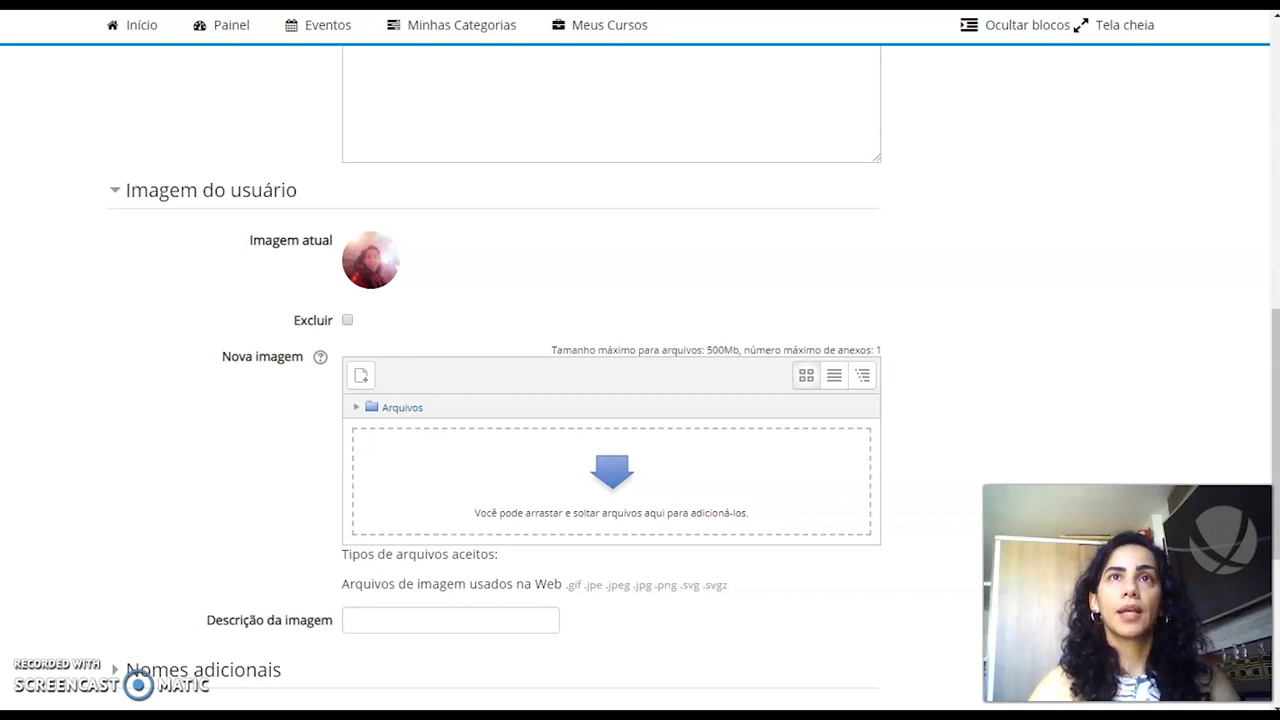 Início Painel Eventos Minhas Categorias Meus Cursos Ocultar blocos Tela cheia
Imagem do usuário
Imagem atual
Excluir
Nova imagem
Tamanho máximo para arquivos: 500Mb, número máximo de anexos: 1
Arquivos
Você pode arrastar e soltar arquivos aqui para adicioná-los.
Tipos de arquivos aceitos:
Arquivos de imagem usados na Web .gif .jpe .jpeg .jpg .png .svg .svgz
Descrição da imagem
Nomes adicionais
RECORDED WITH
SCREENCAST MATIC